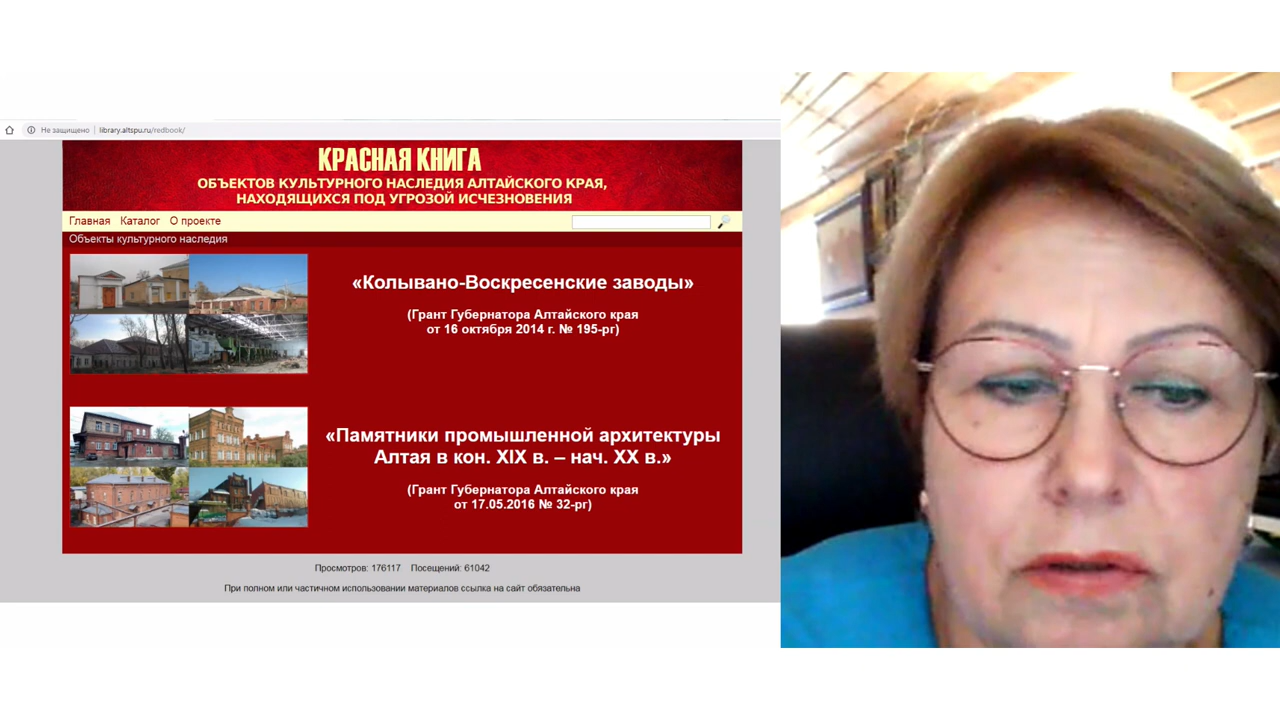 Не защищено | library.altspu.ru/redbook/
КРАСНАЯ КНИГА
ОБЪЕКТОВ КУЛЬТУРНОГО НАСЛЕДИЯ АЛТАЙСКОГО КРАЯ,
НАХОДЯЩИХСЯ ПОД УГРОЗОЙ ИСЧЕЗНОВЕНИЯ
Главная Каталог О проекте
Объекты культурного наследия
«Колывано-Воскресенские заводы»
(Грант Губернатора Алтайского края
от 16 октября 2014 г. № 195-рг)
«Памятники промышленной архитектуры
Алтая в кон. XIX в. – нач. XX в.»
(Грант Губернатора Алтайского края
от 17.05.2016 № 32-рг)
Просмотров: 176117 Посещений: 61042
При полном или частичном использовании материалов ссылка на сайт обязательна